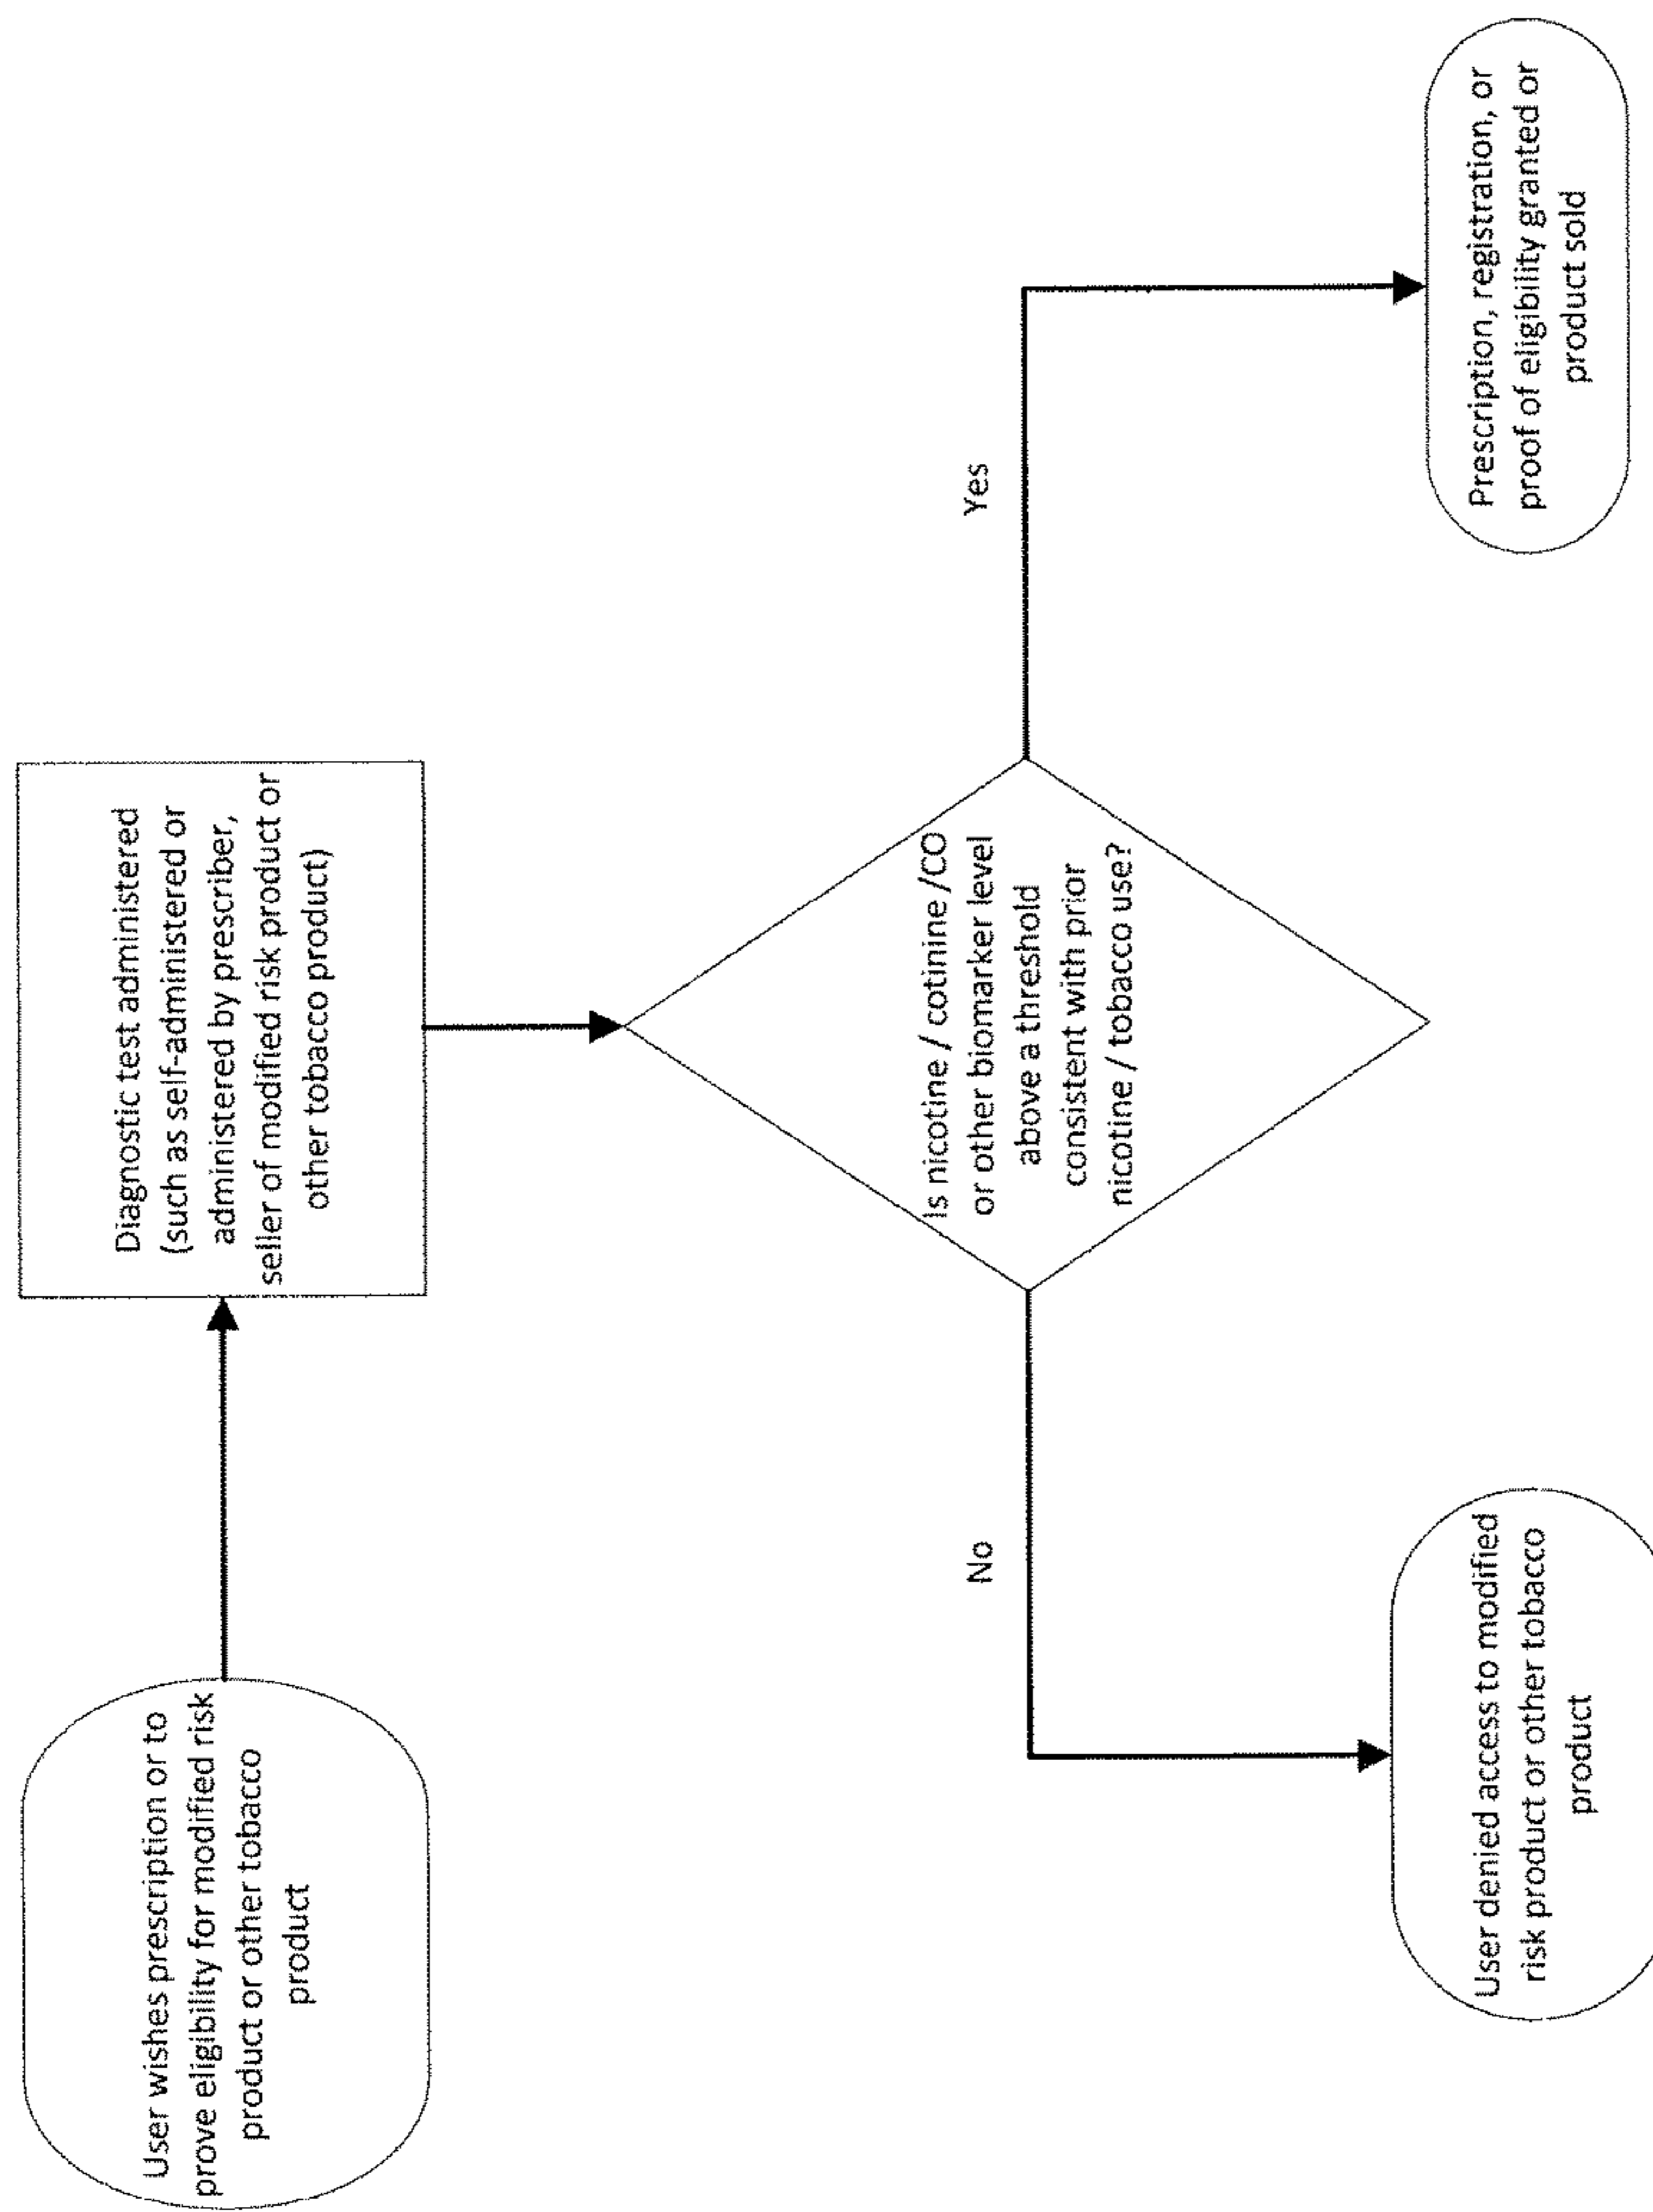 User wishes prescription or to
prove eligibility for modified risk
product or other tobacco
product
Diagnostic test administered
(such as self-administered or
administered by prescriber,
seller of modified risk product or
other tobacco product)
Is nicotine / cotinine /CO
or other biomarker level
above a threshold
consistent with prior
nicotine / tobacco use?
No
Yes
User denied access to modified
risk product or other tobacco
product
Prescription, registration, or
proof of eligibility granted or
product sold